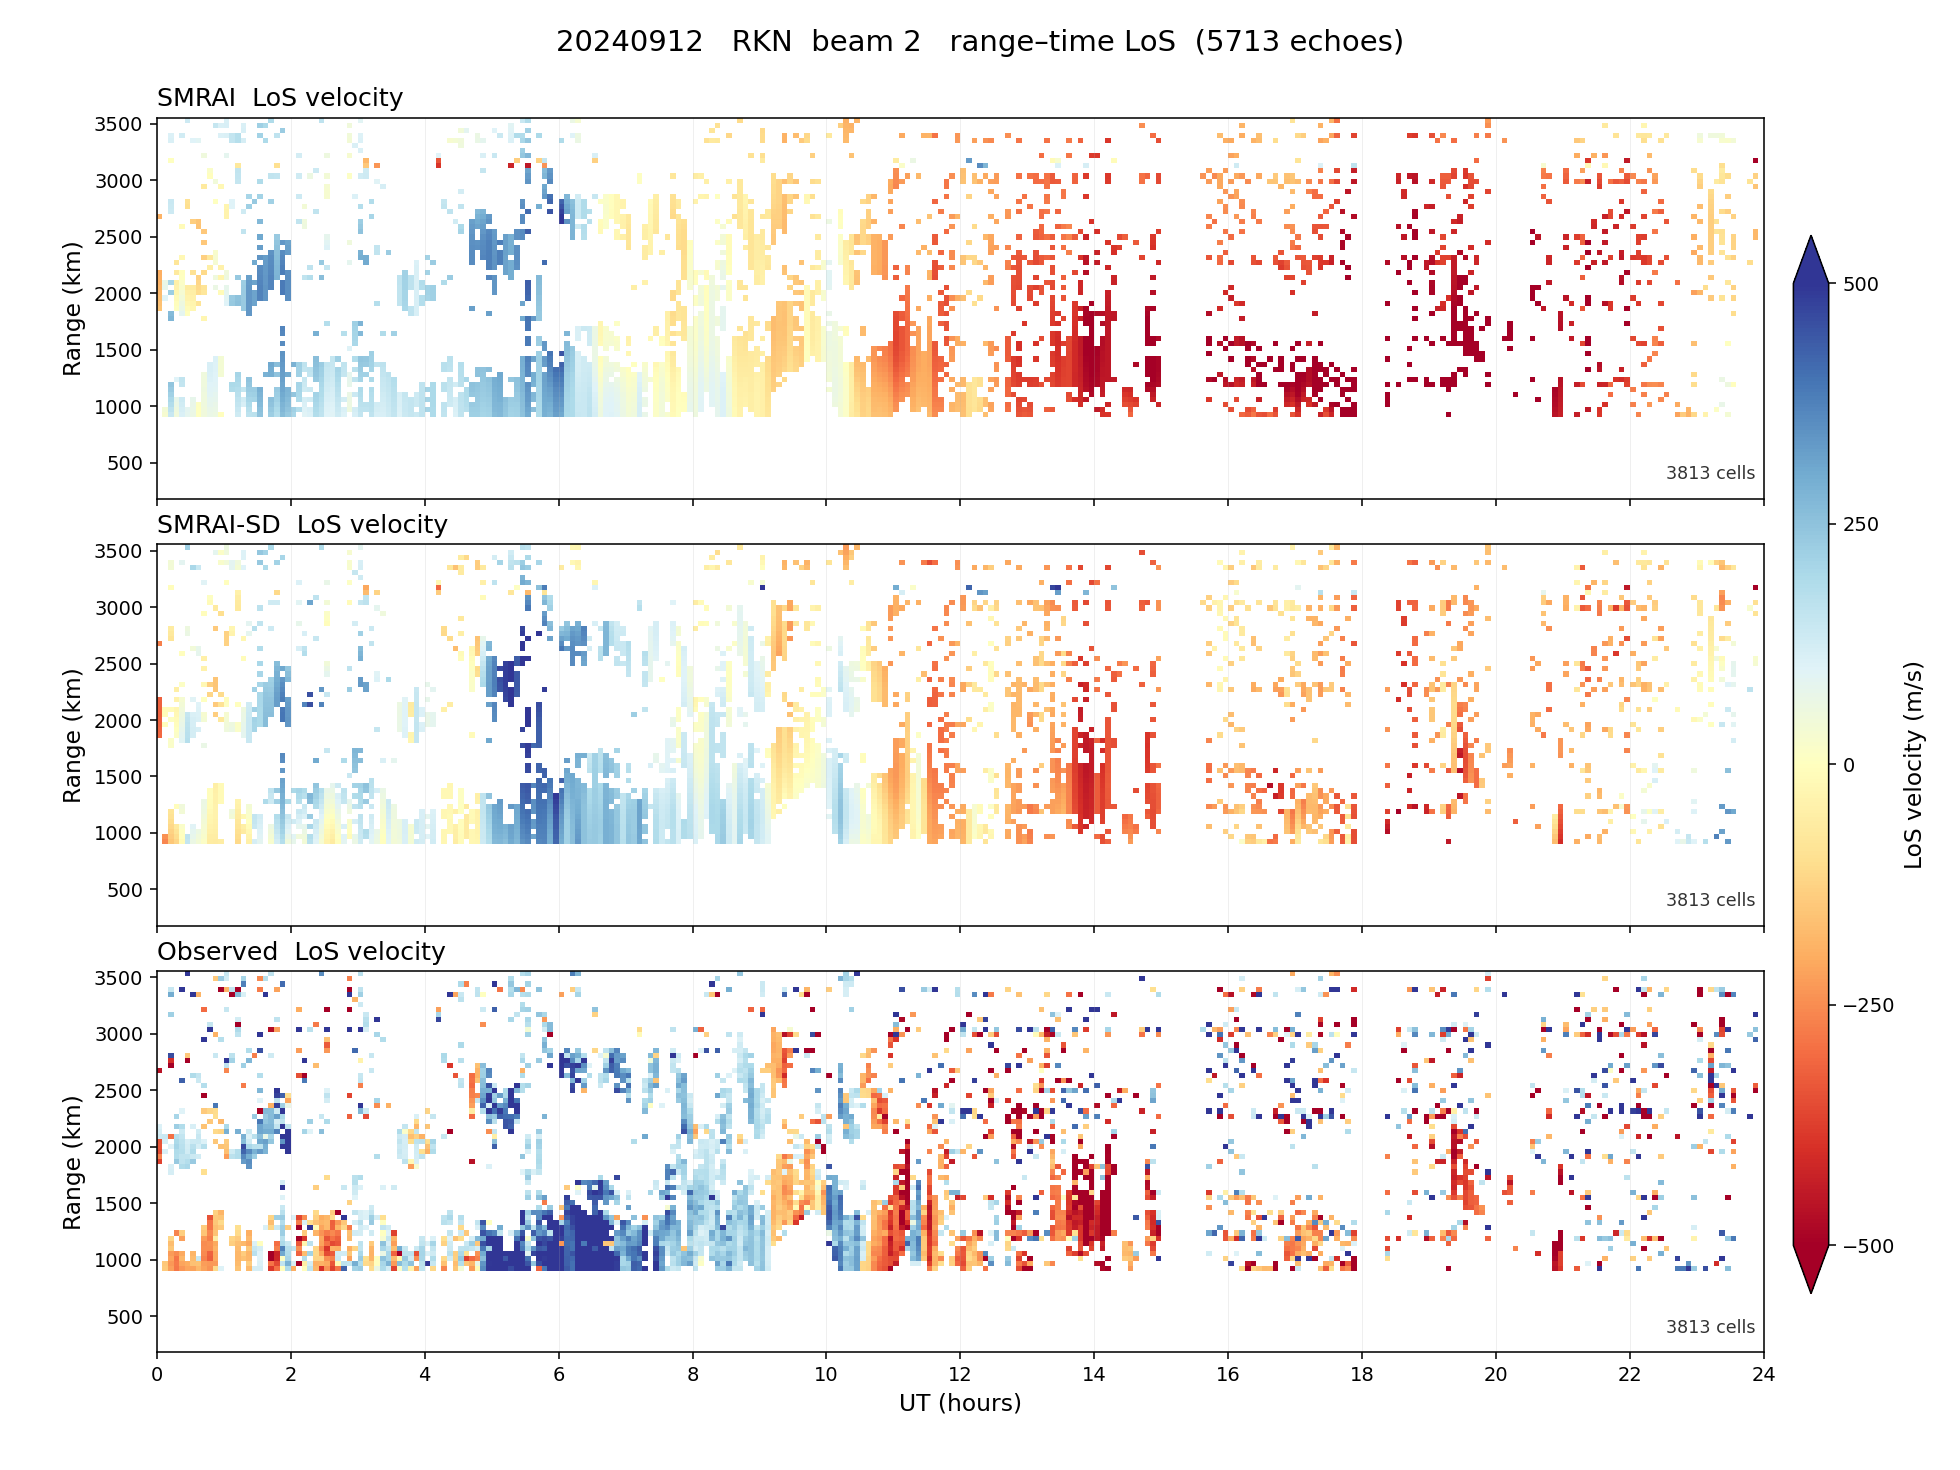 20240912   RKN  beam 2   range–time LoS  (5713 echoes)
SMRAI  LoS velocity
3500
3000
2500
2000
1500
1000
500
Range (km)
3813 cells
SMRAI-SD  LoS velocity
3500
3000
2500
2000
1500
1000
500
Range (km)
3813 cells
Observed  LoS velocity
3500
3000
2500
2000
1500
1000
500
Range (km)
3813 cells
0 2 4 6 8 10 12 14 16 18 20 22 24
UT (hours)
500
250
0
−250
−500
LoS velocity (m/s)